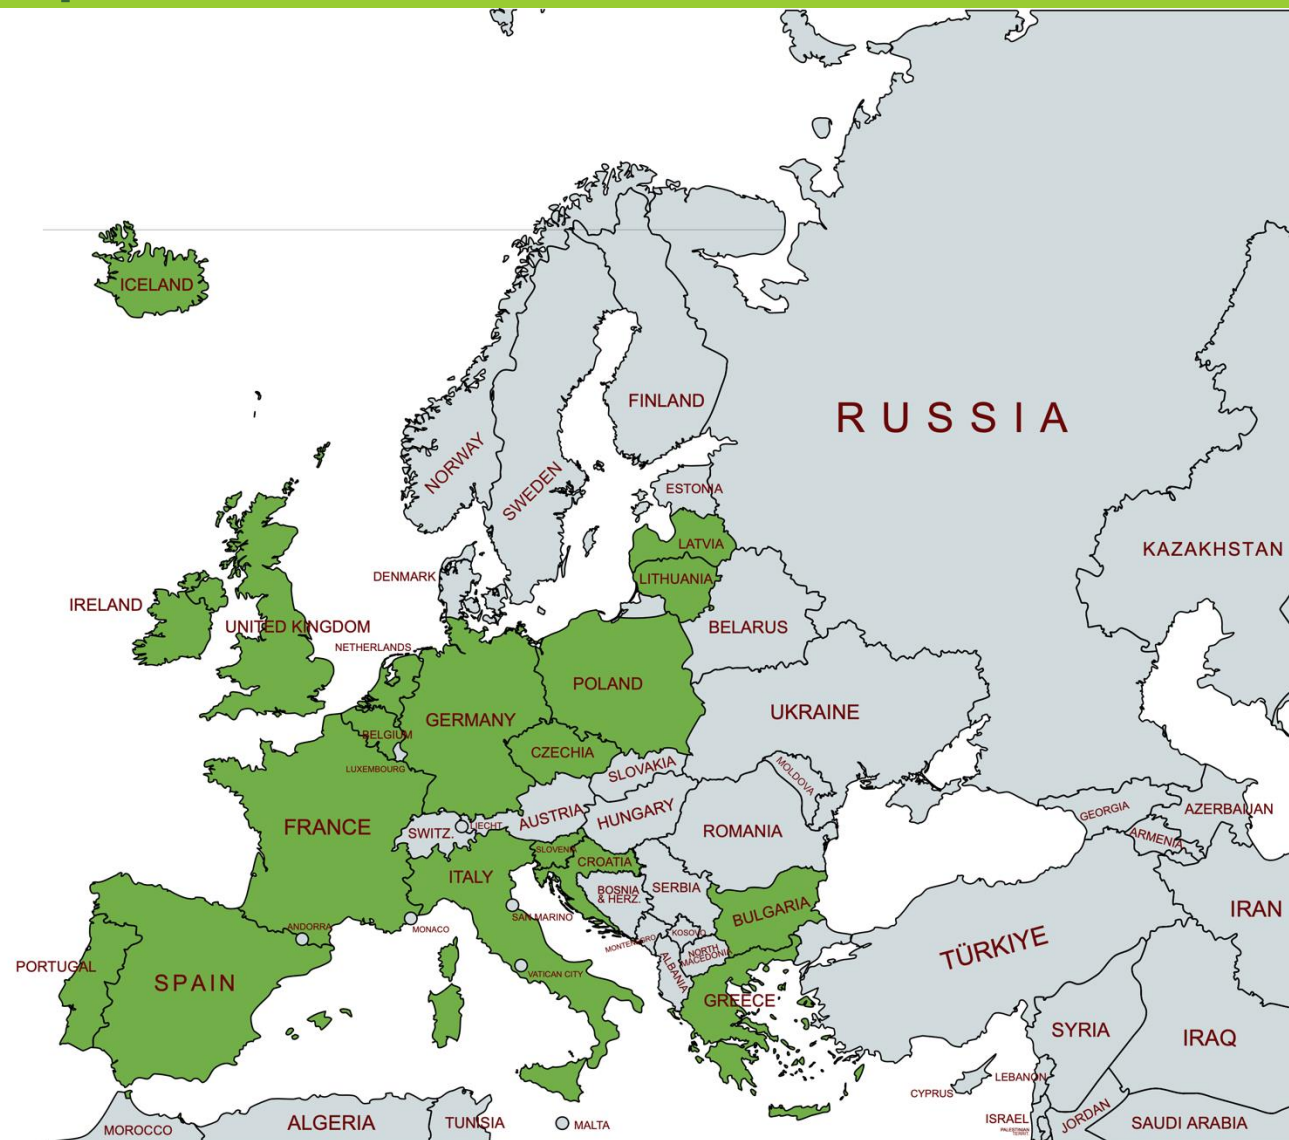 ICELAND
FINLAND
RUSSIA
NORWAY
SWEDEN
ESTONIA
LATVIA
KAZAKHSTAN
DENMARK
LITHUANIA
IRELAND
UNITED KINGDOM
BELARUS
NETHERLANDS
POLAND
GERMANY
UKRAINE
BELGIUM
CZECHIA
LUXEMBOURG
SLOVAKIA
MOLDOVA
FRANCE
SWITZ.
LIECHT
AUSTRIA
HUNGARY
ROMANIA
GEORGIA
AZERBAIJAN
ARMENIA
SLOVENIA
CROATIA
ITALY
BOSNIA
& HERZ.
SERBIA
BULGARIA
IRAN
SAN MARINO
ANDORRA
MONACO
MONTENEGRO
KOSOVO
NORTH
MACEDONIA
ALBANIA
TÜRKIYE
PORTUGAL
SPAIN
VATICAN CITY
GREECE
SYRIA
IRAQ
CYPRUS
LEBANON
MOROCCO
ALGERIA
TUNISIA
MALTA
ISRAEL
PALESTINIAN
TERRIT.
JORDAN
SAUDI ARABIA